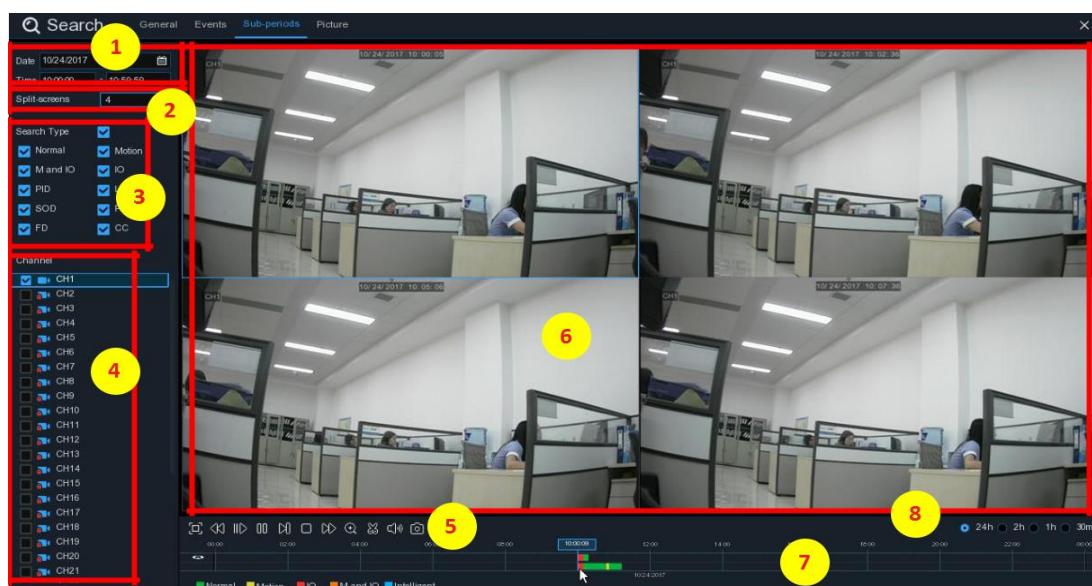 Search General Events Sub-periods Picture
1
Date 10/24/2017
Time 10:00:00 - 10:59:59
Split-screens 4
2
Search Type
Normal Motion
M and IO IO
PID
SOD
FD CC
3
Channel
CH1
CH2
CH3
CH4
CH5
CH6
CH7
CH8
CH9
CH10
CH11
CH12
CH13
CH14
CH15
CH16
CH17
CH18
CH19
CH20
CH21
4
10/24/2017 10:00:05
CH1
10/24/2017 10:02:36
CH1
10/24/2017 10:05:06
CH1
10/24/2017 10:07:36
CH1
6
5
8
24h 2h 1h 30m
00:00 02:00 04:00 08:00 10:00:09 12:00 20:00 22:00
7
10/24/2017
Normal Motion IO M and IO Intelligent